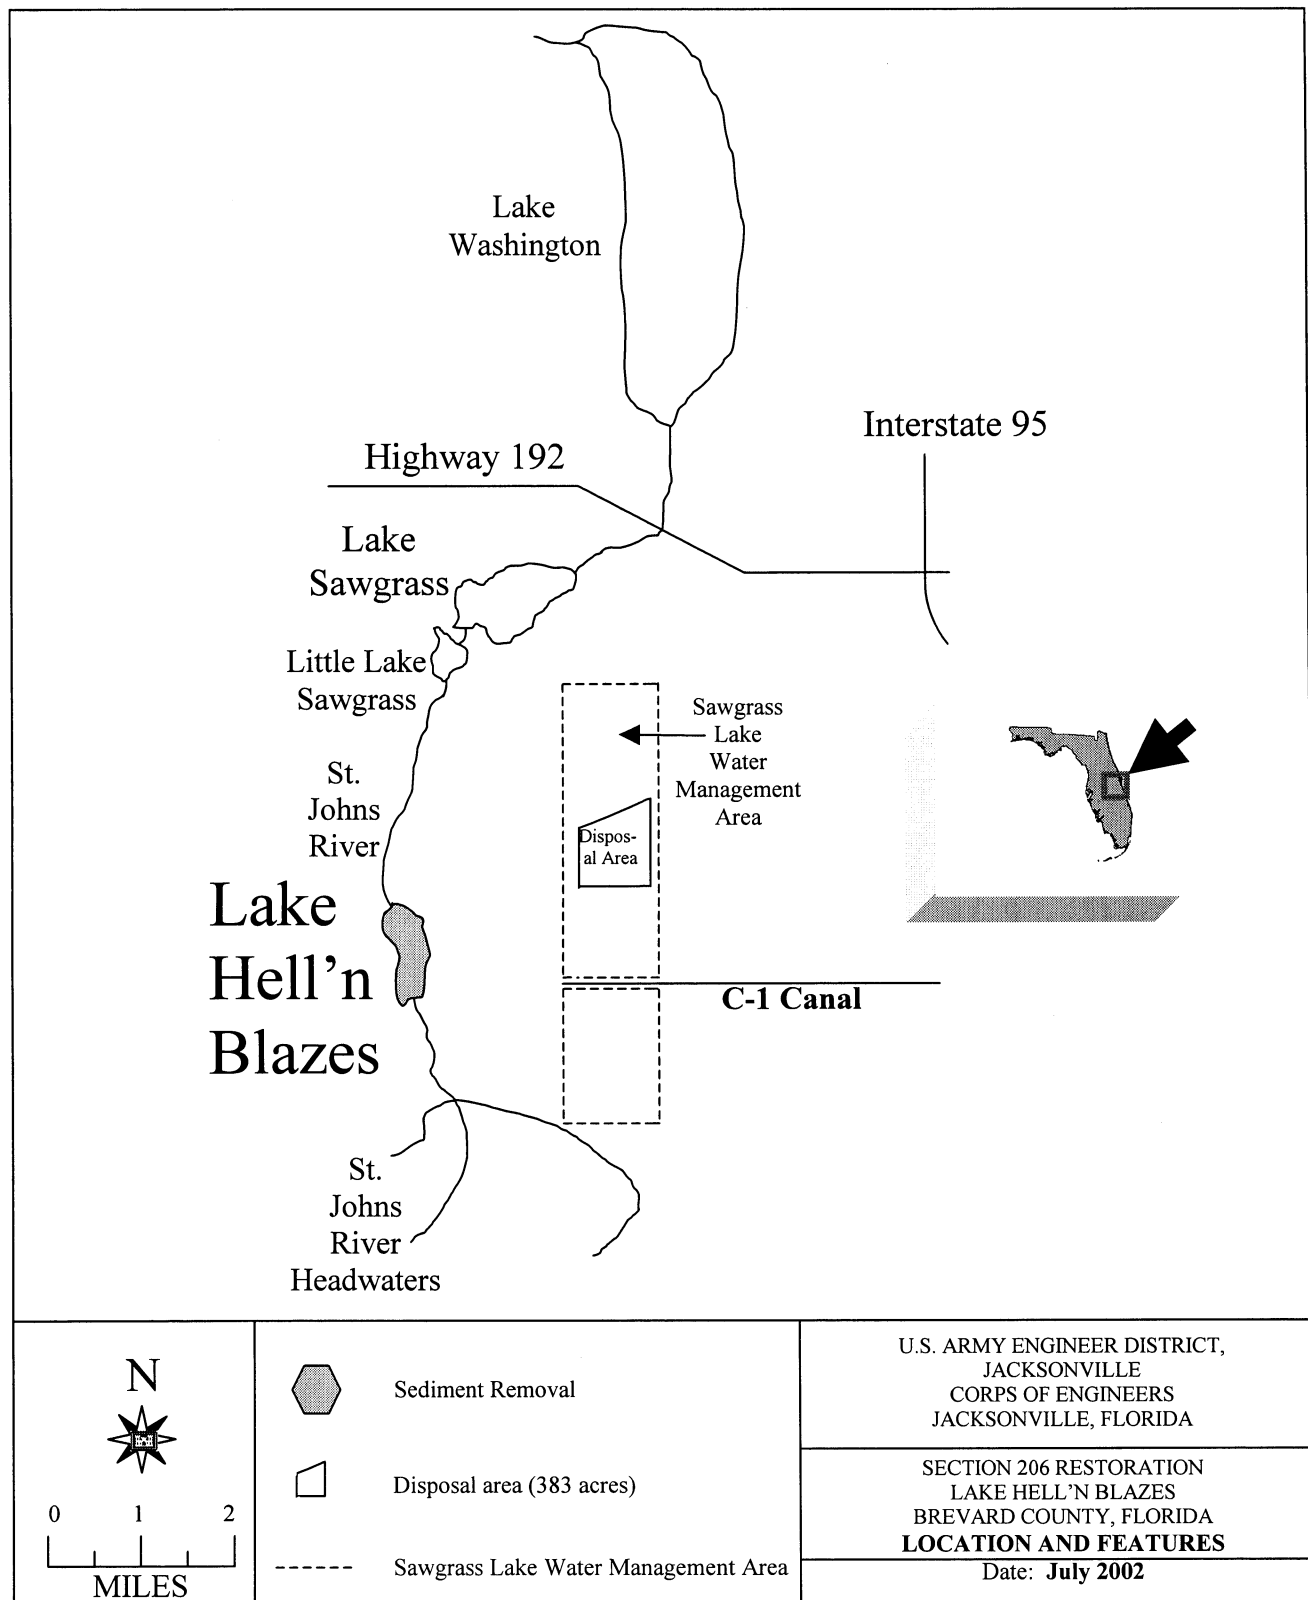 Lake
Washington
Interstate 95
Highway 192
Lake
Sawgrass
Little Lake
Sawgrass
Sawgrass
Lake
Water
Management
Area
St.
Johns
River
Dispos-
al Area
Lake
Hell'n
Blazes
C-1 Canal
St.
Johns
River
Headwaters
N
0 1 2
MILES
Sediment Removal
Disposal area (383 acres)
Sawgrass Lake Water Management Area
U.S. ARMY ENGINEER DISTRICT,
JACKSONVILLE
CORPS OF ENGINEERS
JACKSONVILLE, FLORIDA
SECTION 206 RESTORATION
LAKE HELL'N BLAZES
BREVARD COUNTY, FLORIDA
LOCATION AND FEATURES
Date: July 2002